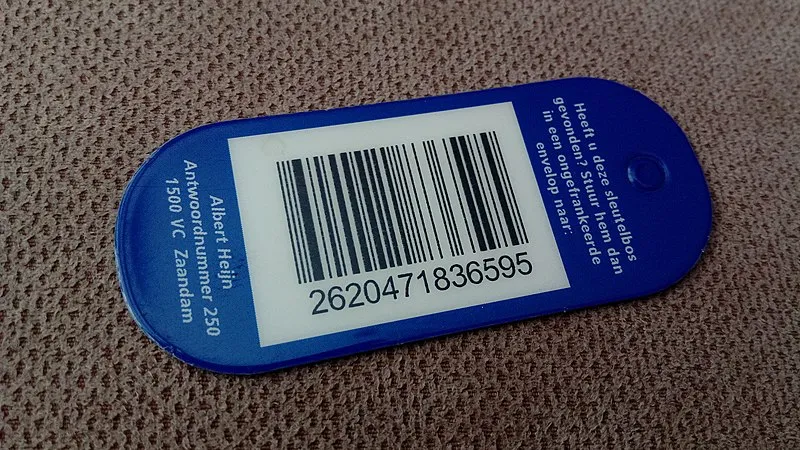 Heeft u deze sleutelbos
gevonden? Stuur hem dan
in een ongefrankeerde
envelop naar:
2620471836595
Albert Heijn
Antwoordnummer 250
1500 VC Zaandam